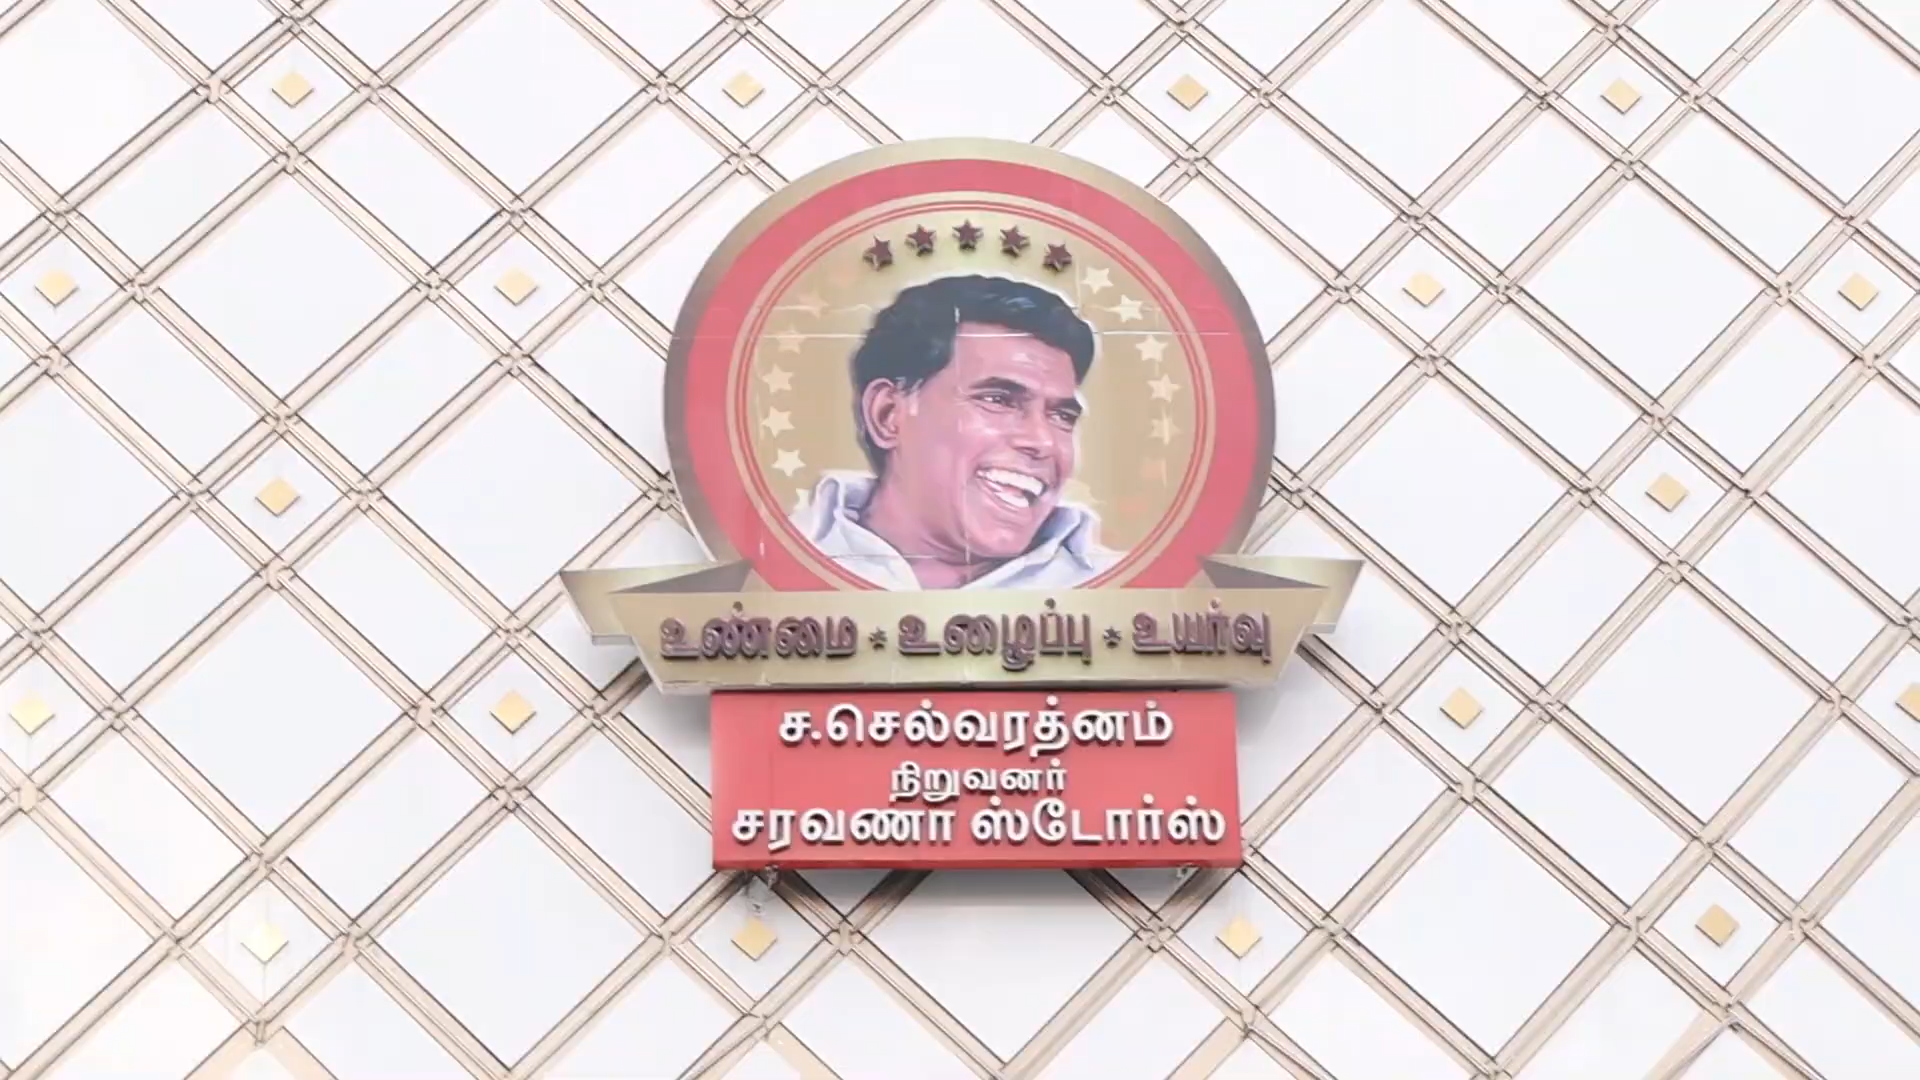 உண்மை * உழைப்பு * உயர்வு
ச.செல்வரத்னம்
நிறுவனர்
சரவணா ஸ்டோர்ஸ்